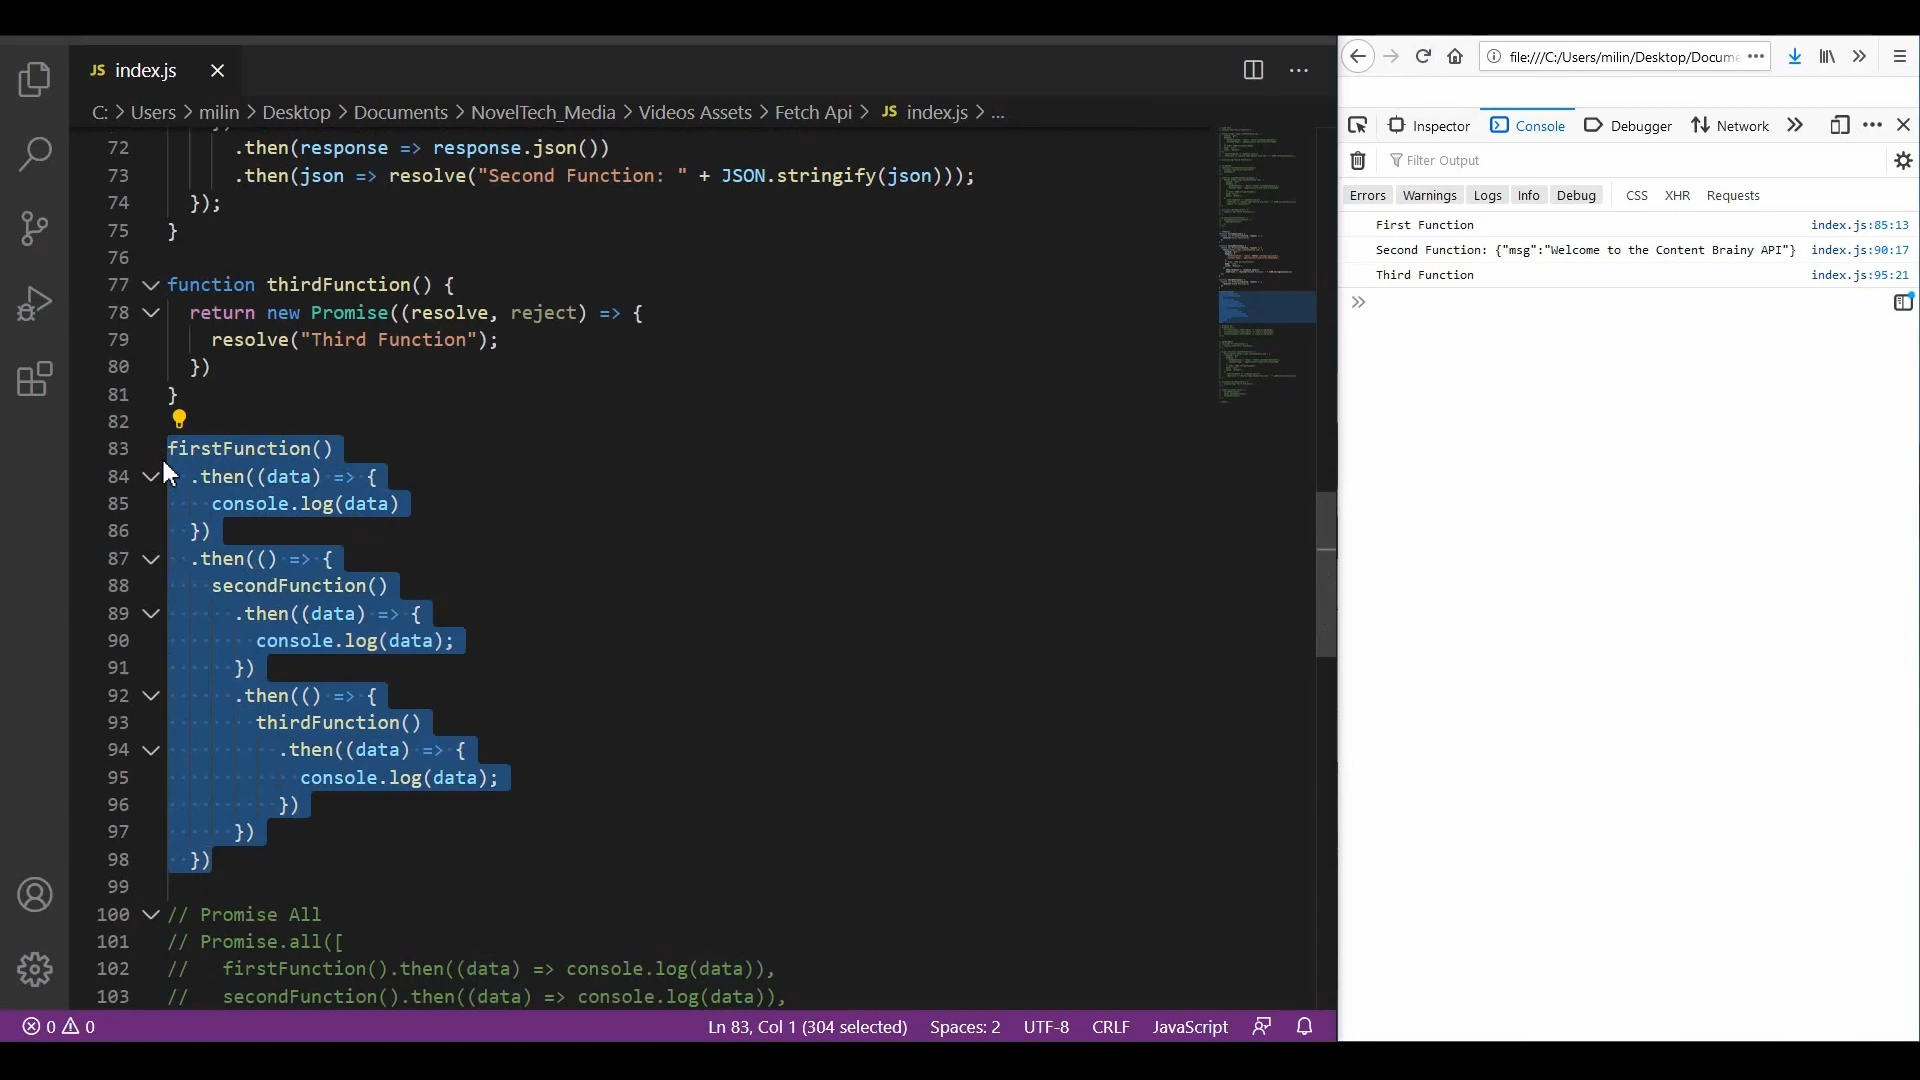 JS index.js
C: > Users > milin > Desktop > Documents > NovelTech_Media > Videos Assets > Fetch Api > JS index.js > ...
72 .then(response => response.json())
73 .then(json => resolve("Second Function: " + JSON.stringify(json)));
74 });
75 }
76
77 function thirdFunction() {
78 return new Promise((resolve, reject) => {
79 resolve("Third Function");
80 })
81 }
82
83 firstFunction()
84 .then((data) => {
85 console.log(data)
86 })
87 .then(() => {
88 secondFunction()
89 .then((data) => {
90 console.log(data);
91 })
92 .then(() => {
93 thirdFunction()
94 .then((data) => {
95 console.log(data);
96 })
97 })
98 })
99
100 // Promise All
101 // Promise.all([
102 // firstFunction().then((data) => console.log(data)),
103 // secondFunction().then((data) => console.log(data)),
0 0 Ln 83, Col 1 (304 selected) Spaces: 2 UTF-8 CRLF JavaScript
file:///C:/Users/milin/Desktop/Docum
Inspector Console Debugger Network
Filter Output
Errors Warnings Logs Info Debug CSS XHR Requests
First Function index.js:85:13
Second Function: {"msg":"Welcome to the Content Brainy API"} index.js:90:17
Third Function index.js:95:21